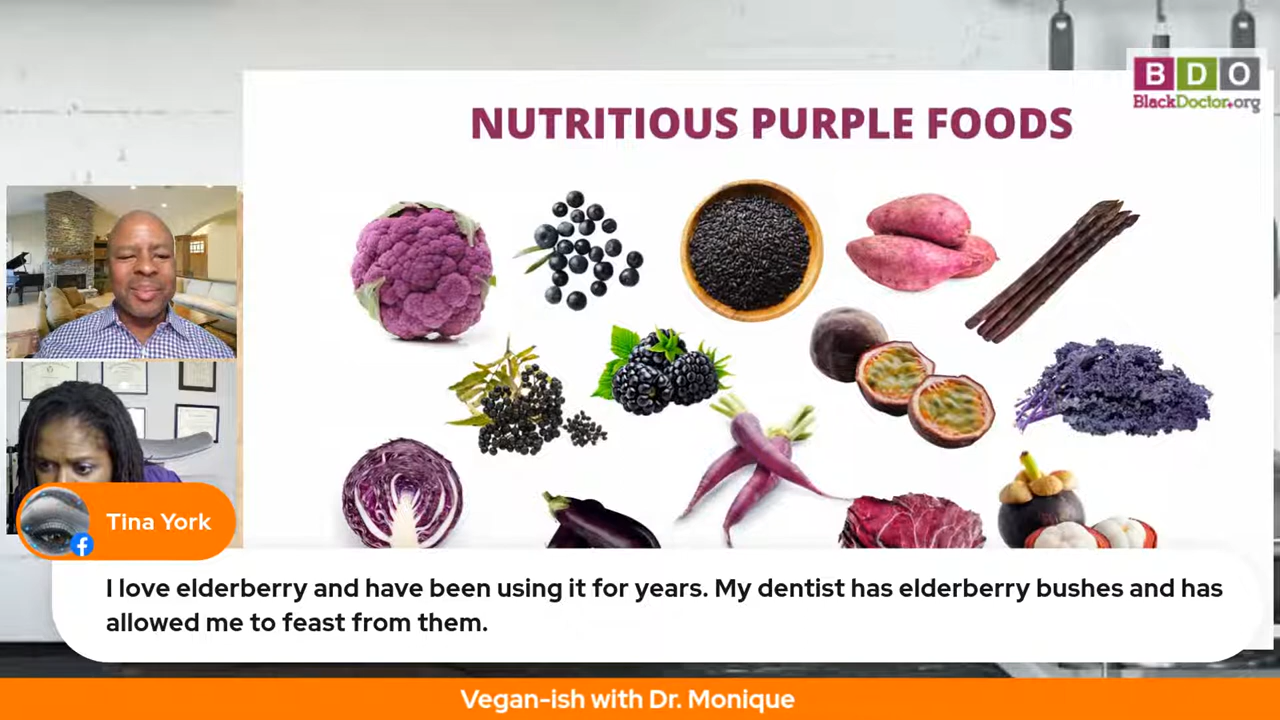 B D O
BlackDoctor.org
NUTRITIOUS PURPLE FOODS
Tina York
I love elderberry and have been using it for years. My dentist has elderberry bushes and has
allowed me to feast from them.
Vegan-ish with Dr. Monique